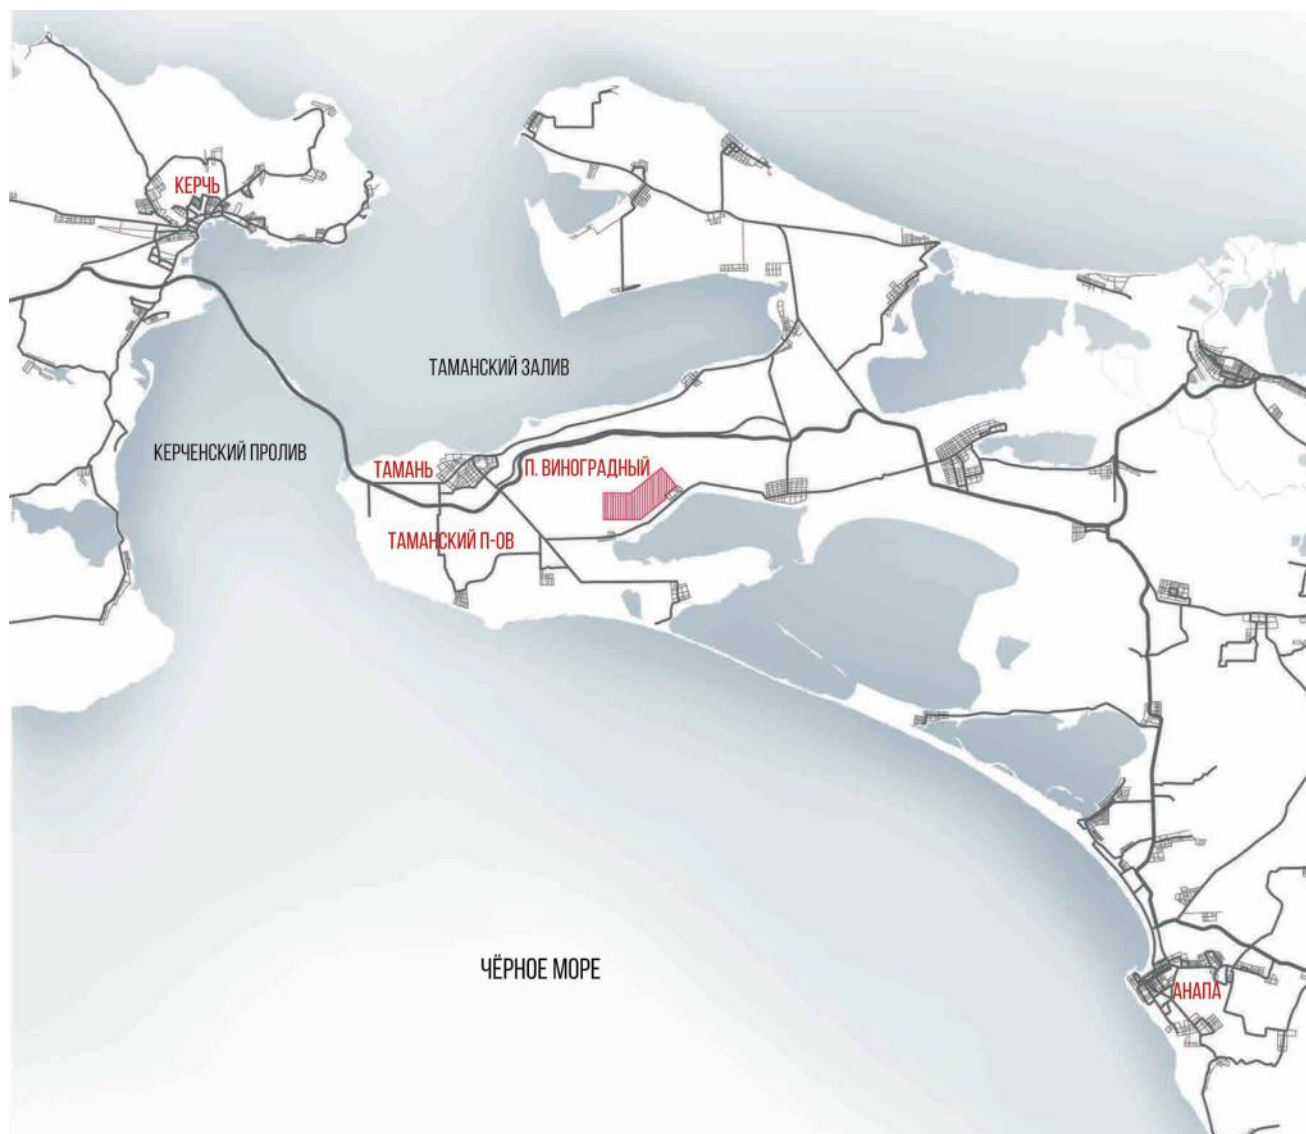 КЕРЧЬ
ТАМАНСКИЙ ЗАЛИВ
КЕРЧЕНСКИЙ ПРОЛИВ
ТАМАНЬ
П. ВИНОГРАДНЫЙ
ТАМАНСКИЙ П-ОВ
ЧЁРНОЕ МОРЕ
АНАПА